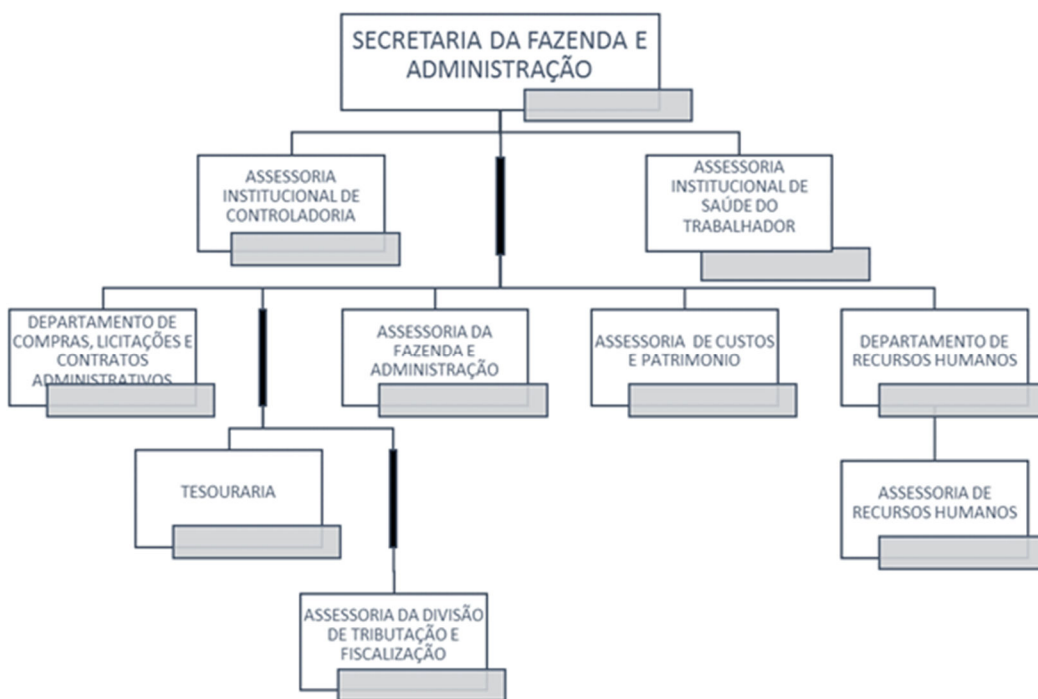 SECRETARIA DA FAZENDA E
ADMINISTRAÇÃO
ASSESSORIA
INSTITUCIONAL DE
CONTROLADORIA
ASSESSORIA
INSTITUCIONAL DE
SAÚDE DO
TRABALHADOR
DEPARTAMENTO DE
COMPRAS, LICITAÇÕES E
CONTRATOS
ADMINISTRATIVOS
ASSESSORIA DA
FAZENDA E
ADMINISTRAÇÃO
ASSESSORIA DE CUSTOS
E PATRIMONIO
DEPARTAMENTO DE
RECURSOS HUMANOS
TESOURARIA
ASSESSORIA DE
RECURSOS HUMANOS
ASSESSORIA DA DIVISÃO
DE TRIBUTAÇÃO E
FISCALIZAÇÃO